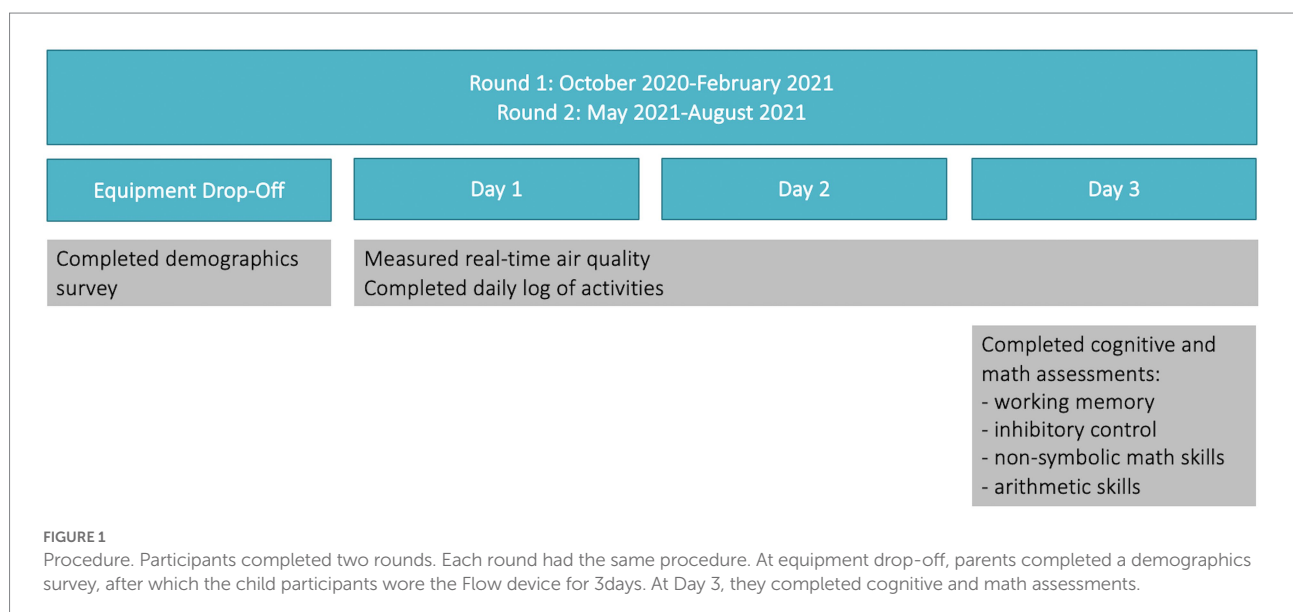 Round 1: October 2020-February 2021
Round 2: May 2021-August 2021
Equipment Drop-Off
Day 1
Day 2
Day 3
Completed demographics
survey
Measured real-time air quality
Completed daily log of activities
Completed cognitive and
math assessments:
- working memory
- inhibitory control
- non-symbolic math skills
- arithmetic skills
FIGURE 1
Procedure. Participants completed two rounds. Each round had the same procedure. At equipment drop-off, parents completed a demographics
survey, after which the child participants wore the Flow device for 3days. At Day 3, they completed cognitive and math assessments.